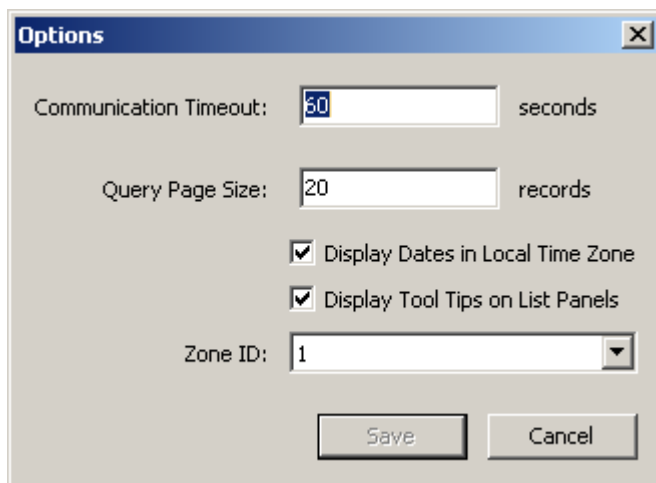 Options
Communication Timeout: 60 seconds
Query Page Size: 20 records
Display Dates in Local Time Zone
Display Tool Tips on List Panels
Zone ID: 1
Save Cancel